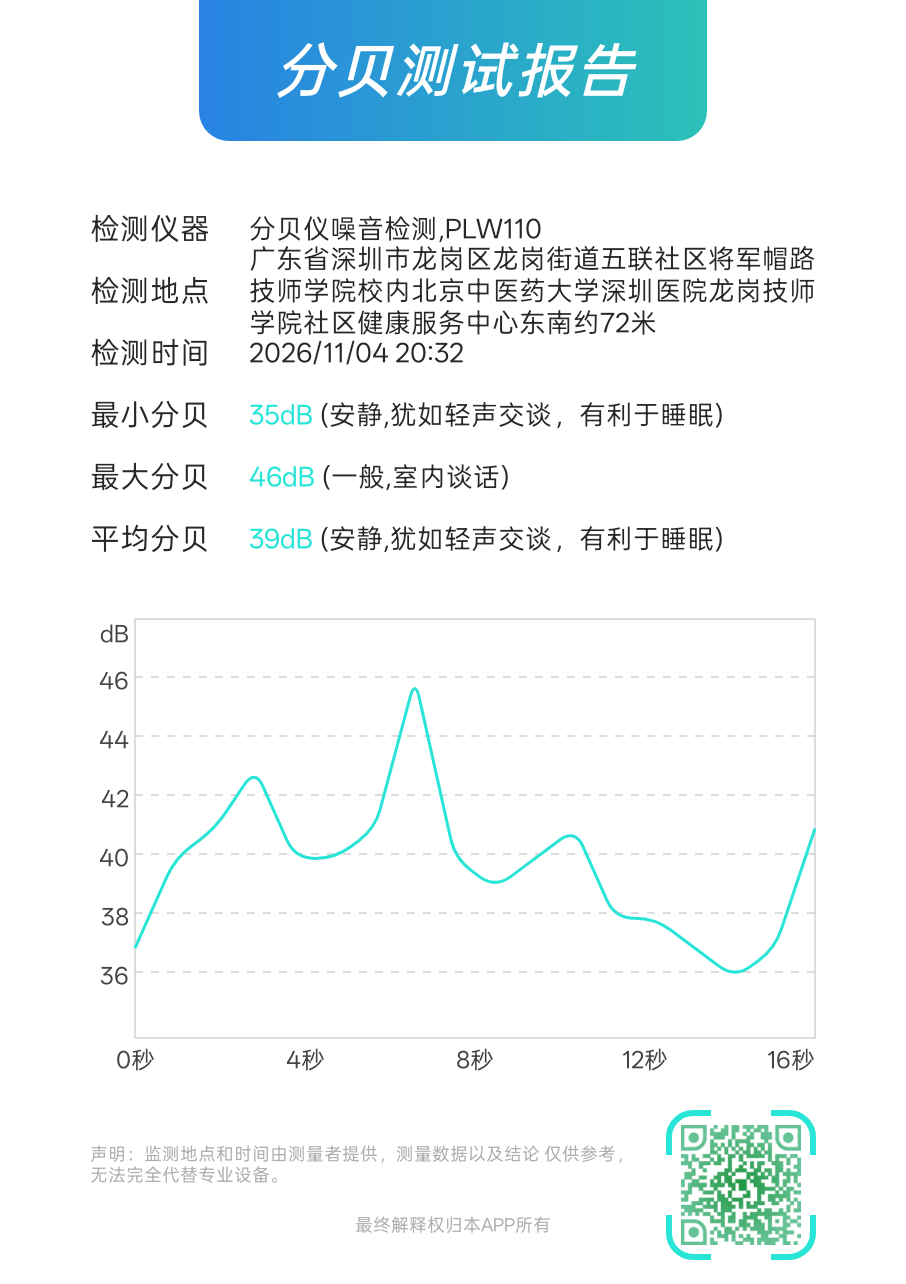 分贝测试报告
检测仪器 分贝仪噪音检测,PLW110
广东省深圳市龙岗区龙岗街道五联社区将军帽路
检测地点 技师学院校内北京中医药大学深圳医院龙岗技师
学院社区健康服务中心东南约72米
检测时间 2026/11/04 20:32
最小分贝 35dB (安静,犹如轻声交谈，有利于睡眠)
最大分贝 46dB (一般,室内谈话)
平均分贝 39dB (安静,犹如轻声交谈，有利于睡眠)
dB
46
44
42
40
38
36
0秒 4秒 8秒 12秒 16秒
声明：监测地点和时间由测量者提供，测量数据以及结论 仅供参考，
无法完全代替专业设备。
最终解释权归本APP所有